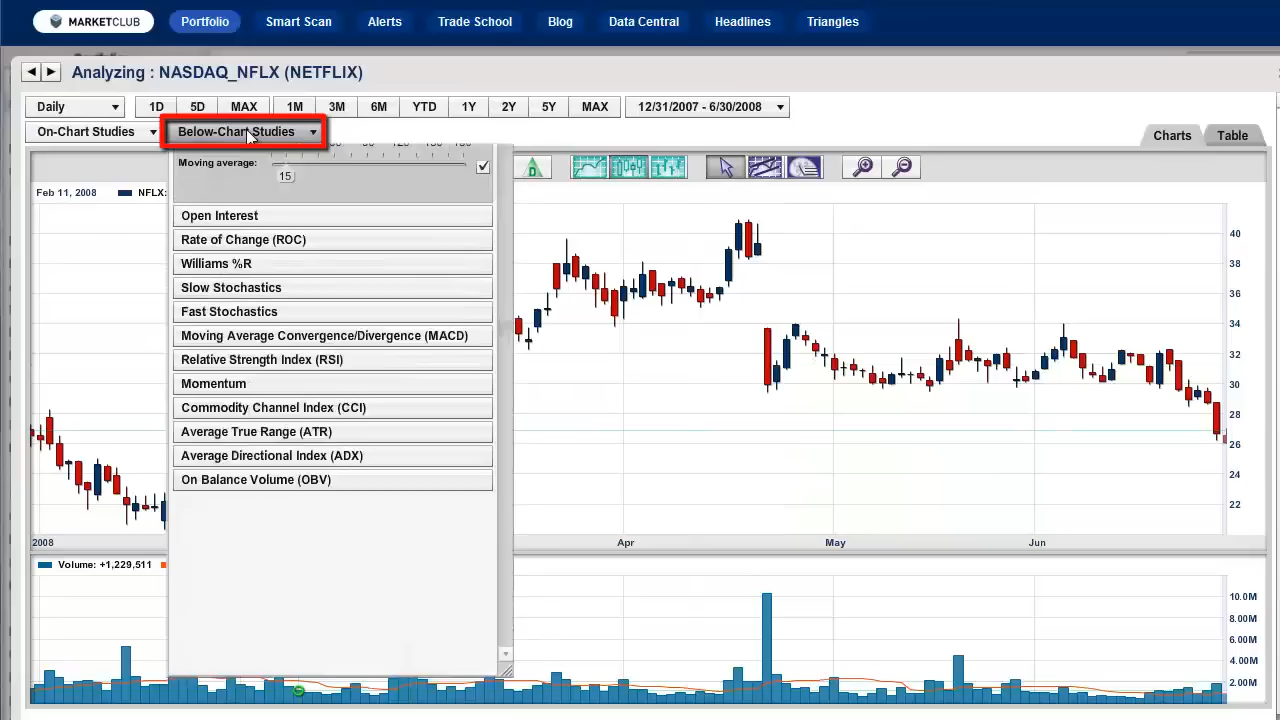 MARKETCLUB
Portfolio
Smart Scan
Alerts
Trade School
Blog
Data Central
Headlines
Triangles
Analyzing : NASDAQ_NFLX (NETFLIX)
Daily
1D
5D
MAX
1M
3M
6M
YTD
1Y
2Y
5Y
MAX
12/31/2007 - 6/30/2008
On-Chart Studies
Below-Chart Studies
Charts
Table
Moving average:
15
D
Feb 11, 2008
NFLX:
Open Interest
Rate of Change (ROC)
Williams %R
Slow Stochastics
Fast Stochastics
Moving Average Convergence/Divergence (MACD)
Relative Strength Index (RSI)
Momentum
Commodity Channel Index (CCI)
Average True Range (ATR)
Average Directional Index (ADX)
On Balance Volume (OBV)
40
38
36
34
32
30
28
26
24
22
2008
Apr
May
Jun
Volume: +1,229,511
10.0M
8.00M
6.00M
4.00M
2.00M